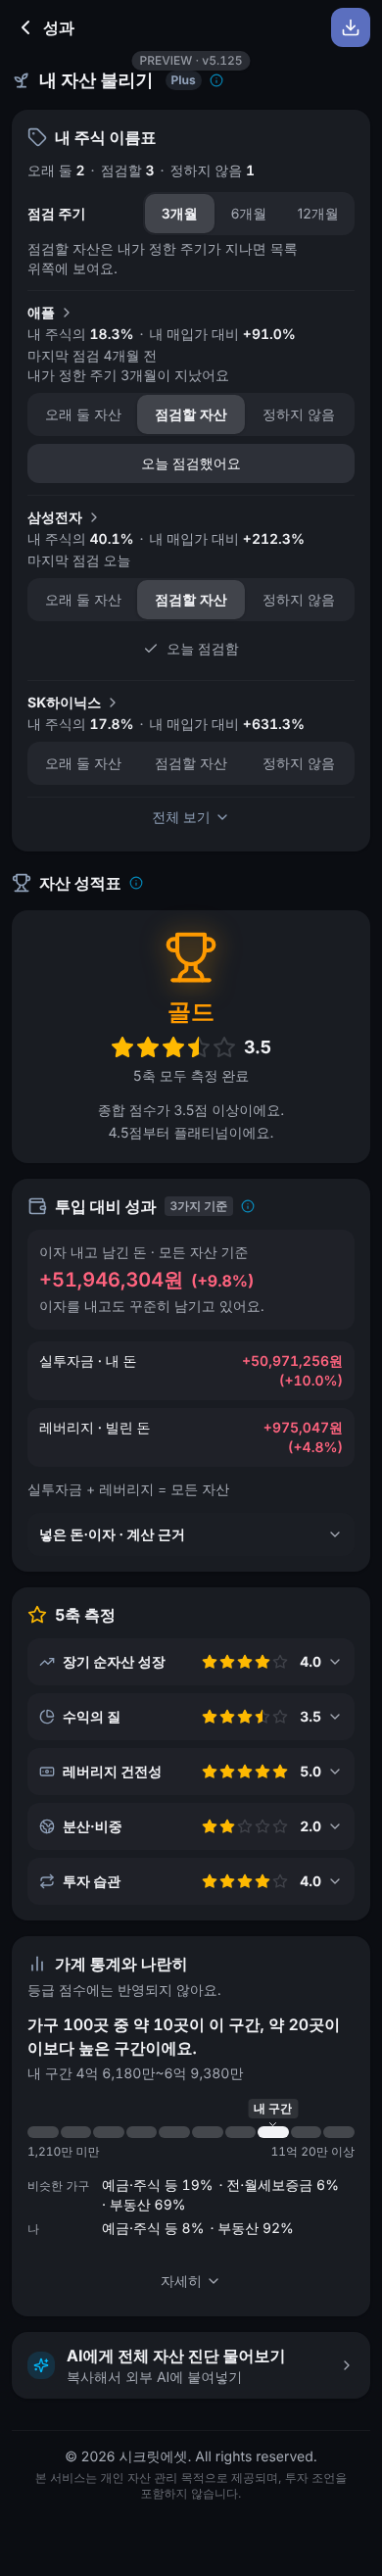 성과
PREVIEW · v5.125
내 자산 불리기 Plus
내 주식 이름표
오래 둘 2 · 점검할 3 · 정하지 않음 1
점검 주기 3개월 6개월 12개월
점검할 자산은 내가 정한 주기가 지나면 목록
위쪽에 보여요.
애플
내 주식의 18.3% · 내 매입가 대비 +91.0%
마지막 점검 4개월 전
내가 정한 주기 3개월이 지났어요
오래 둘 자산 점검할 자산 정하지 않음
오늘 점검했어요
삼성전자
내 주식의 40.1% · 내 매입가 대비 +212.3%
마지막 점검 오늘
오래 둘 자산 점검할 자산 정하지 않음
오늘 점검함
SK하이닉스
내 주식의 17.8% · 내 매입가 대비 +631.3%
오래 둘 자산 점검할 자산 정하지 않음
전체 보기
자산 성적표
골드
3.5
5축 모두 측정 완료
종합 점수가 3.5점 이상이에요.
4.5점부터 플래티넘이에요.
투입 대비 성과 3가지 기준
이자 내고 남긴 돈 · 모든 자산 기준
+51,946,304원 (+9.8%)
이자를 내고도 꾸준히 남기고 있어요.
실투자금 · 내 돈 +50,971,256원
(+10.0%)
레버리지 · 빌린 돈 +975,047원
(+4.8%)
실투자금 + 레버리지 = 모든 자산
넣은 돈·이자 · 계산 근거
5축 측정
장기 순자산 성장 4.0
수익의 질 3.5
레버리지 건전성 5.0
분산·비중 2.0
투자 습관 4.0
가계 통계와 나란히
등급 점수에는 반영되지 않아요.
가구 100곳 중 약 10곳이 이 구간, 약 20곳이
이보다 높은 구간이에요.
내 구간 4억 6,180만~6억 9,380만
내 구간
1,210만 미만 11억 20만 이상
비슷한 가구 예금·주식 등 19% · 전·월세보증금 6%
· 부동산 69%
나 예금·주식 등 8% · 부동산 92%
자세히
AI에게 전체 자산 진단 물어보기
복사해서 외부 AI에 붙여넣기
© 2026 시크릿에셋. All rights reserved.
본 서비스는 개인 자산 관리 목적으로 제공되며, 투자 조언을
포함하지 않습니다.